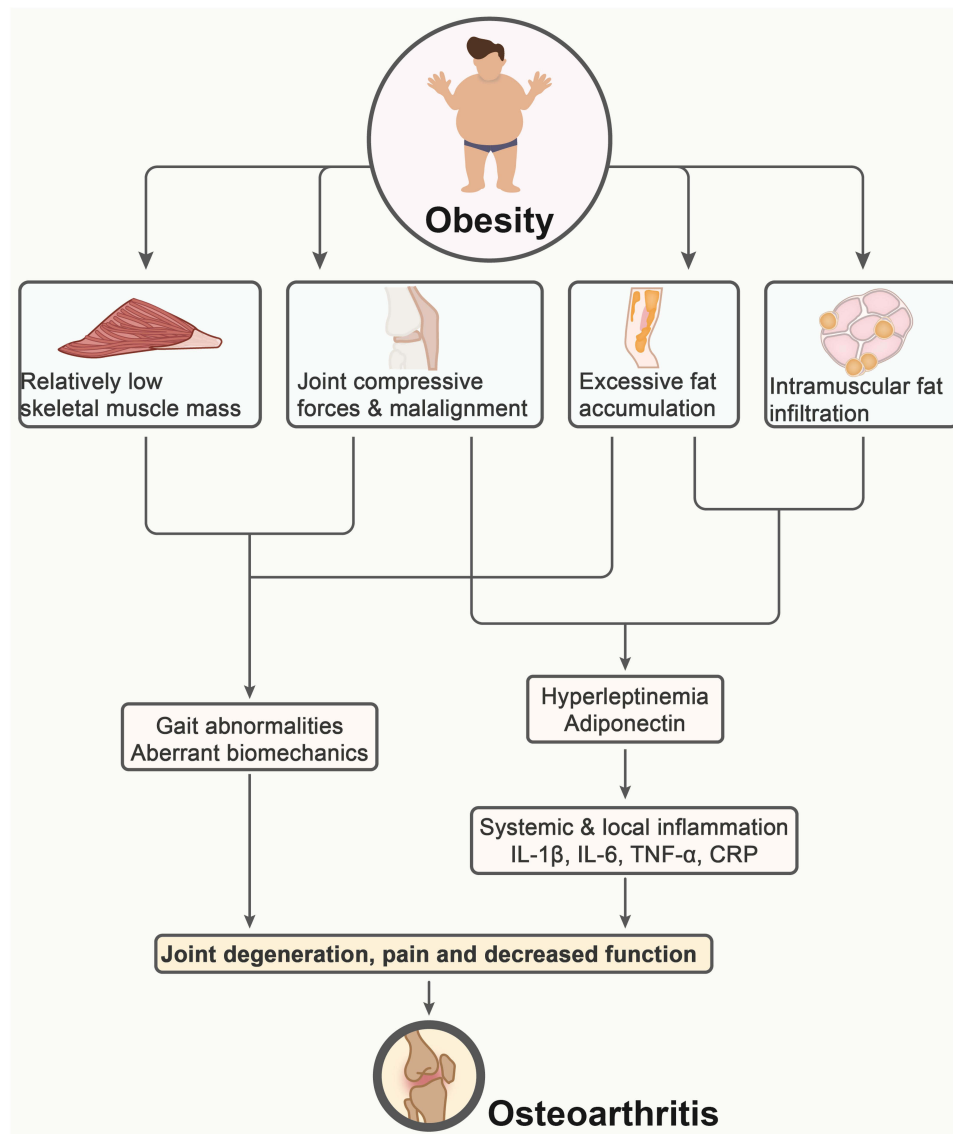 Obesity
Relatively low
skeletal muscle mass
Joint compressive
forces & malalignment
Excessive fat
accumulation
Intramuscular fat
infiltration
Gait abnormalities
Aberrant biomechanics
Hyperleptinemia
Adiponectin
Systemic & local inflammation
IL-1β, IL-6, TNF-α, CRP
Joint degeneration, pain and decreased function
Osteoarthritis